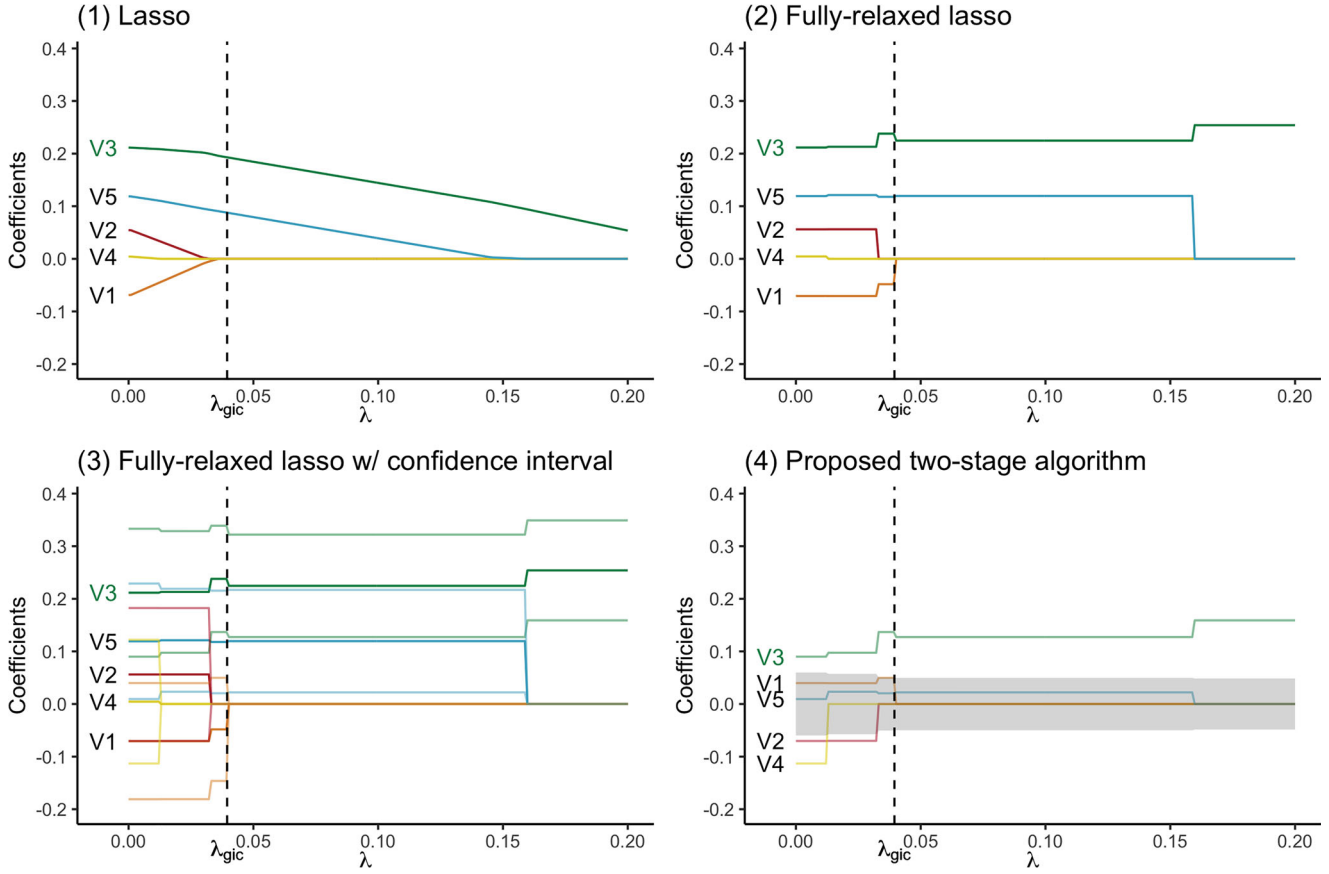 (1) Lasso
Coefficients
0.4
0.3
0.2
0.1
0.0
-0.1
-0.2
V3
V5
V2
V4
V1
0.00 0.05 0.10 0.15 0.20
λgic
λ
(2) Fully-relaxed lasso
Coefficients
0.4
0.3
0.2
0.1
0.0
-0.1
-0.2
V3
V5
V2
V4
V1
0.00 0.05 0.10 0.15 0.20
λgic
λ
(3) Fully-relaxed lasso w/ confidence interval
Coefficients
0.4
0.3
0.2
0.1
0.0
-0.1
-0.2
V3
V5
V2
V4
V1
0.00 0.05 0.10 0.15 0.20
λgic
λ
(4) Proposed two-stage algorithm
Coefficients
0.4
0.3
0.2
0.1
0.0
-0.1
-0.2
V3
V1
V5
V2
V4
0.00 0.05 0.10 0.15 0.20
λgic
λ